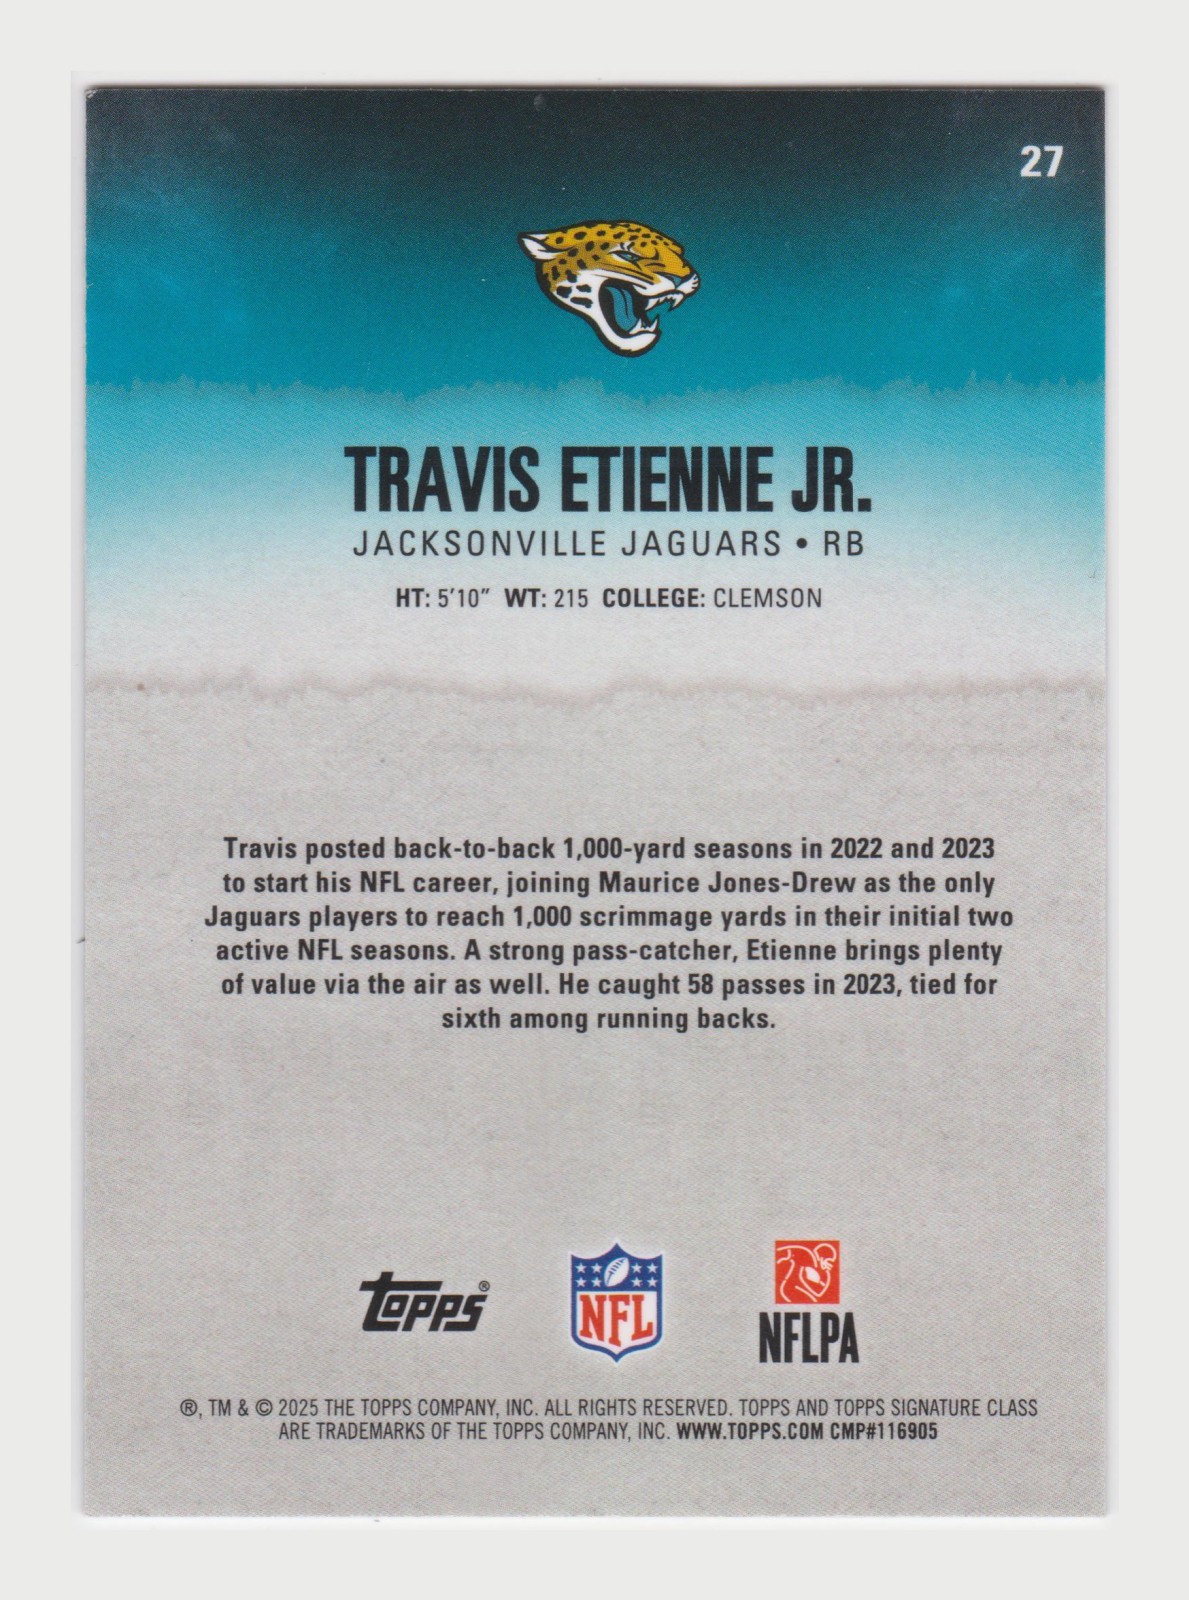 27
TRAVIS ETIENNE JR.
JACKSONVILLE JAGUARS • RB
HT: 5'10" WT: 215 COLLEGE: CLEMSON
Travis posted back-to-back 1,000-yard seasons in 2022 and 2023
to start his NFL career, joining Maurice Jones-Drew as the only
Jaguars players to reach 1,000 scrimmage yards in their initial two
active NFL seasons. A strong pass-catcher, Etienne brings plenty
of value via the air as well. He caught 58 passes in 2023, tied for
sixth among running backs.
topps®
NFL
NFLPA
®, TM & © 2025 THE TOPPS COMPANY, INC. ALL RIGHTS RESERVED. TOPPS AND TOPPS SIGNATURE CLASS
ARE TRADEMARKS OF THE TOPPS COMPANY, INC. WWW.TOPPS.COM CMP#116905